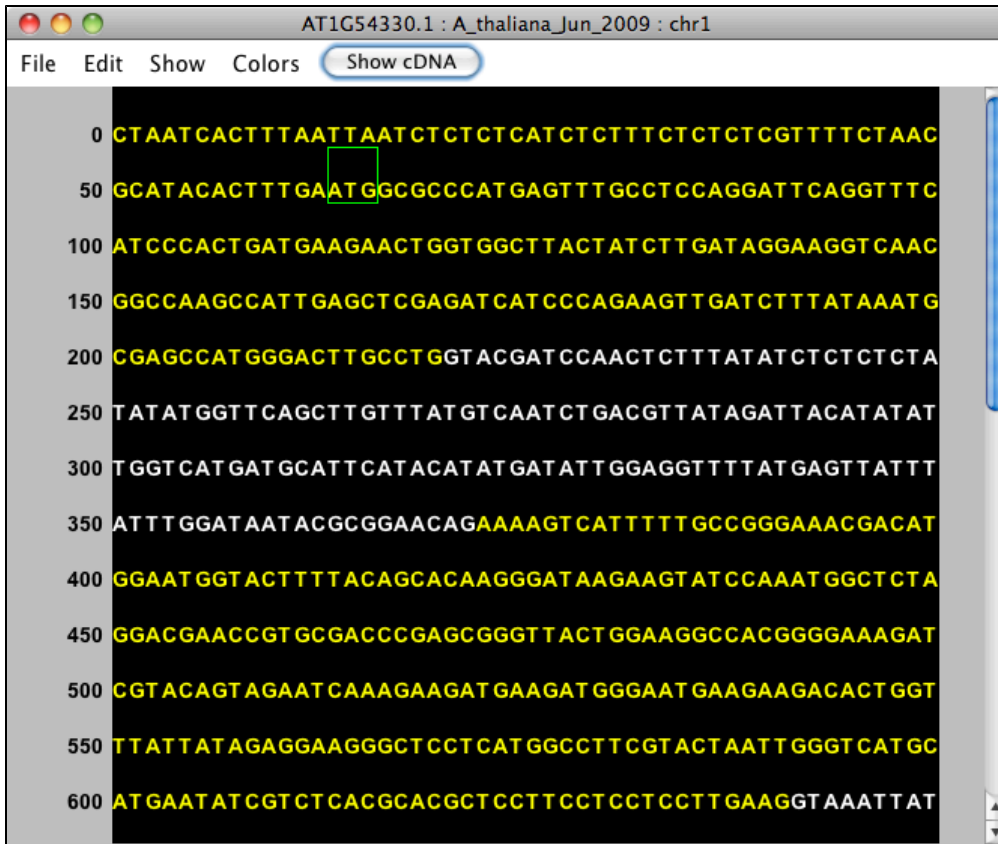 AT1G54330.1 : A_thaliana_Jun_2009 : chr1
File Edit Show Colors Show cDNA
0 CTAATCACTTTAATTAATCTCTCTCATCTCTTTCTCTCTCGTTTTCTAAC
50 GCATACACTTTGAATGGCGCCCATGAGTTTGCCTCCAGGATTCAGGTTTC
100 ATCCCACTGATGAAGAACTGGTGGCTTACTATCTTGATAGGAAGGTCAAC
150 GGCCAAGCCATTGAGCTCGAGATCATCCCAGAAGTTGATCTTTATAAATG
200 CGAGCCATGGGACTTGCCTGGTACGATCCAACTCTTTATATCTCTCTCTA
250 TATATGGTTCAGCTTGTTTATGTCAATCTGACGTTATAGATTACATATAT
300 TGGTCATGATGCATTCATACATATGATATTGGAGGTTTTATGAGTTATTT
350 ATTTGGATAATACGCGGAACAGAAAAGTCATTTTTGCCGGGAAACGACAT
400 GGAATGGTACTTTTACAGCACAAGGGATAAGAAGTATCCAAATGGCTCTA
450 GGACGAACCGTGCGACCCGAGCGGGTTACTGGAAGGCCACGGGGAAAGAT
500 CGTACAGTAGAATCAAAGAAGATGAAGATGGGAATGAAGAAGACACTGGT
550 TTATTATAGAGGAAGGGCTCCTCATGGCCTTCGTACTAATTGGGTCATGC
600 ATGAATATCGTCTCACGCACGCTCCTTCCTCCTCCTTGAAGGTAAATTAT